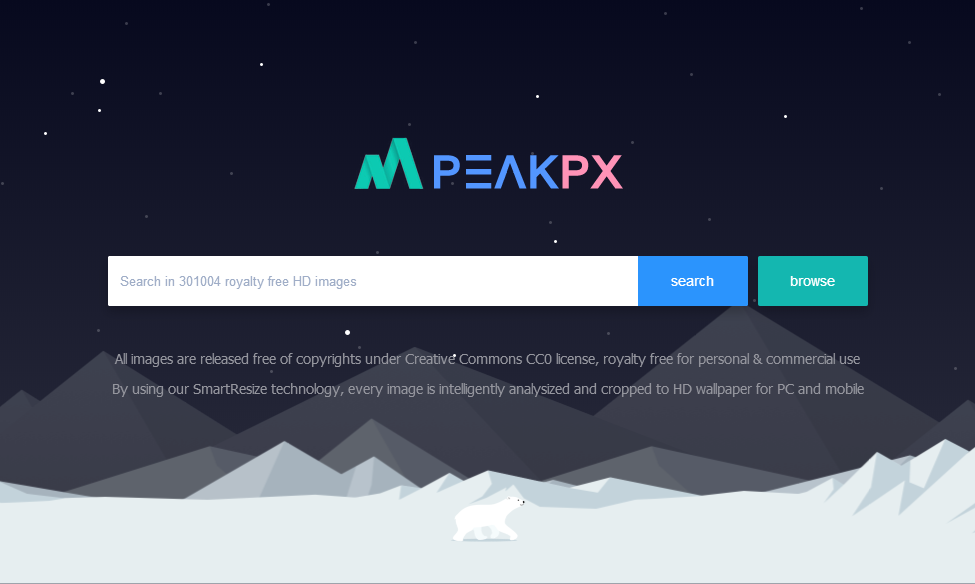 PEAKPX
Search in 301004 royalty free HD images
search
browse
All images are released free of copyrights under Creative Commons CC0 license, royalty free for personal & commercial use
By using our SmartResize technology, every image is intelligently analysized and cropped to HD wallpaper for PC and mobile